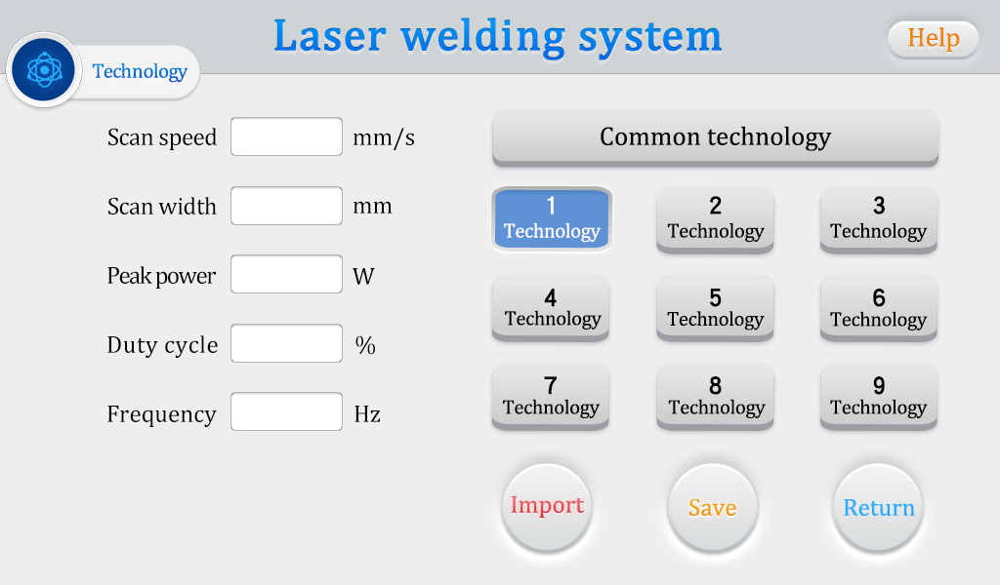 Laser welding system
Help
Technology
Scan speed mm/s
Scan width mm
Peak power W
Duty cycle %
Frequency Hz
Common technology
1
Technology
2
Technology
3
Technology
4
Technology
5
Technology
6
Technology
7
Technology
8
Technology
9
Technology
Import
Save
Return